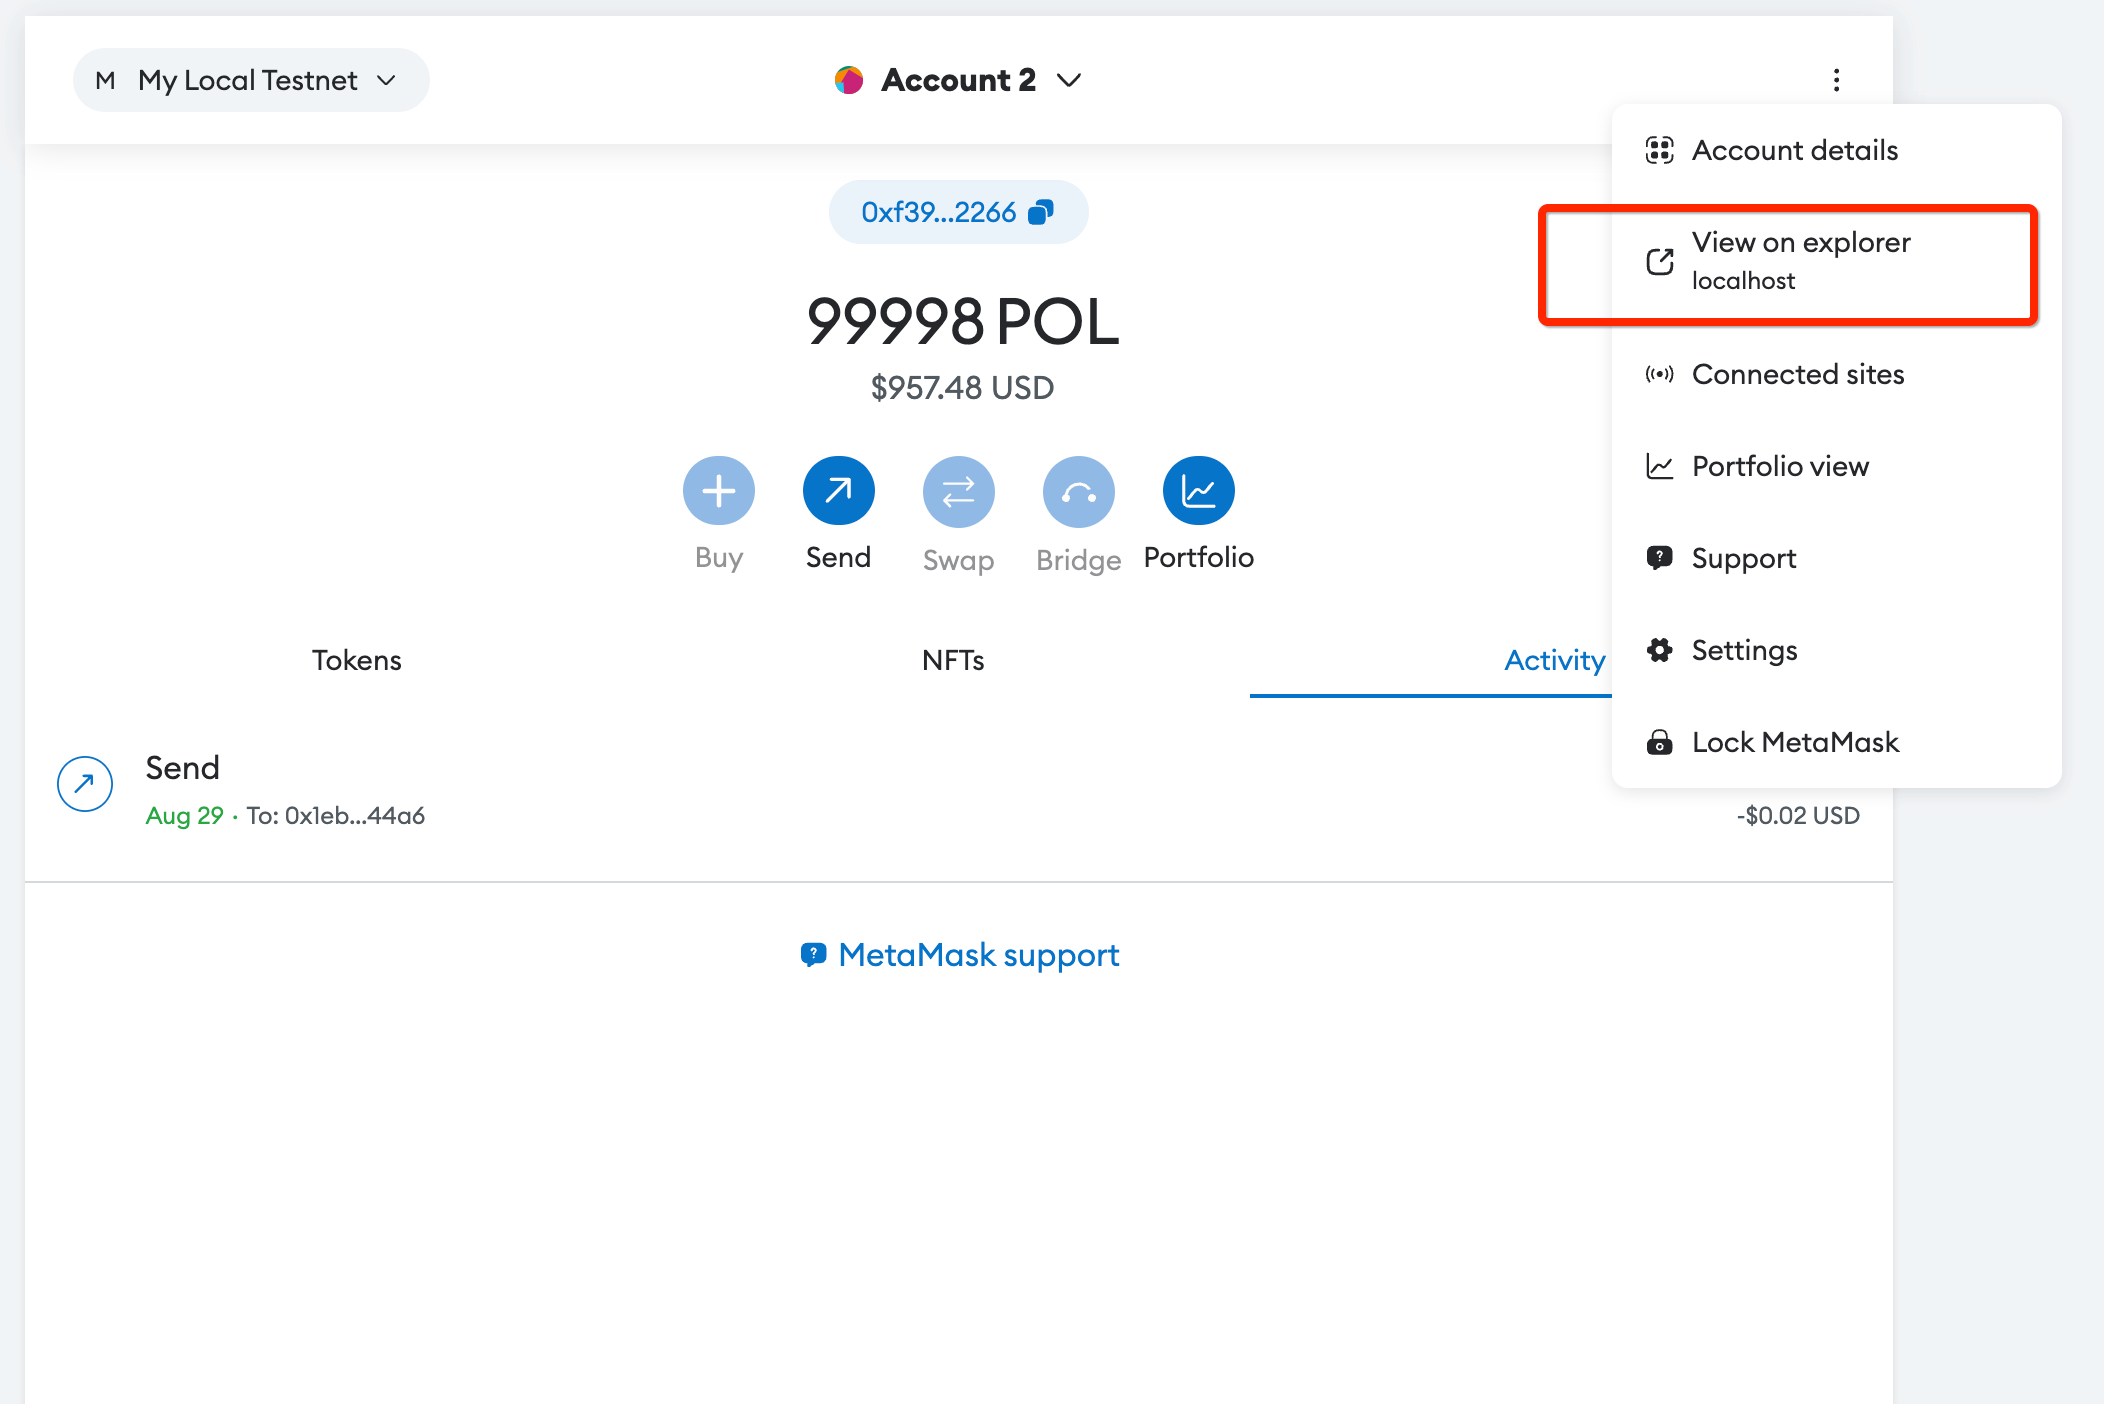 M My Local Testnet
Account 2
0xf39...2266
99998 POL
$957.48 USD
Buy
Send
Swap
Bridge
Portfolio
Tokens
NFTs
Activity
Send
Aug 29 · To: 0x1eb...44a6
-$0.02 USD
MetaMask support
Account details
View on explorer
localhost
Connected sites
Portfolio view
Support
Settings
Lock MetaMask